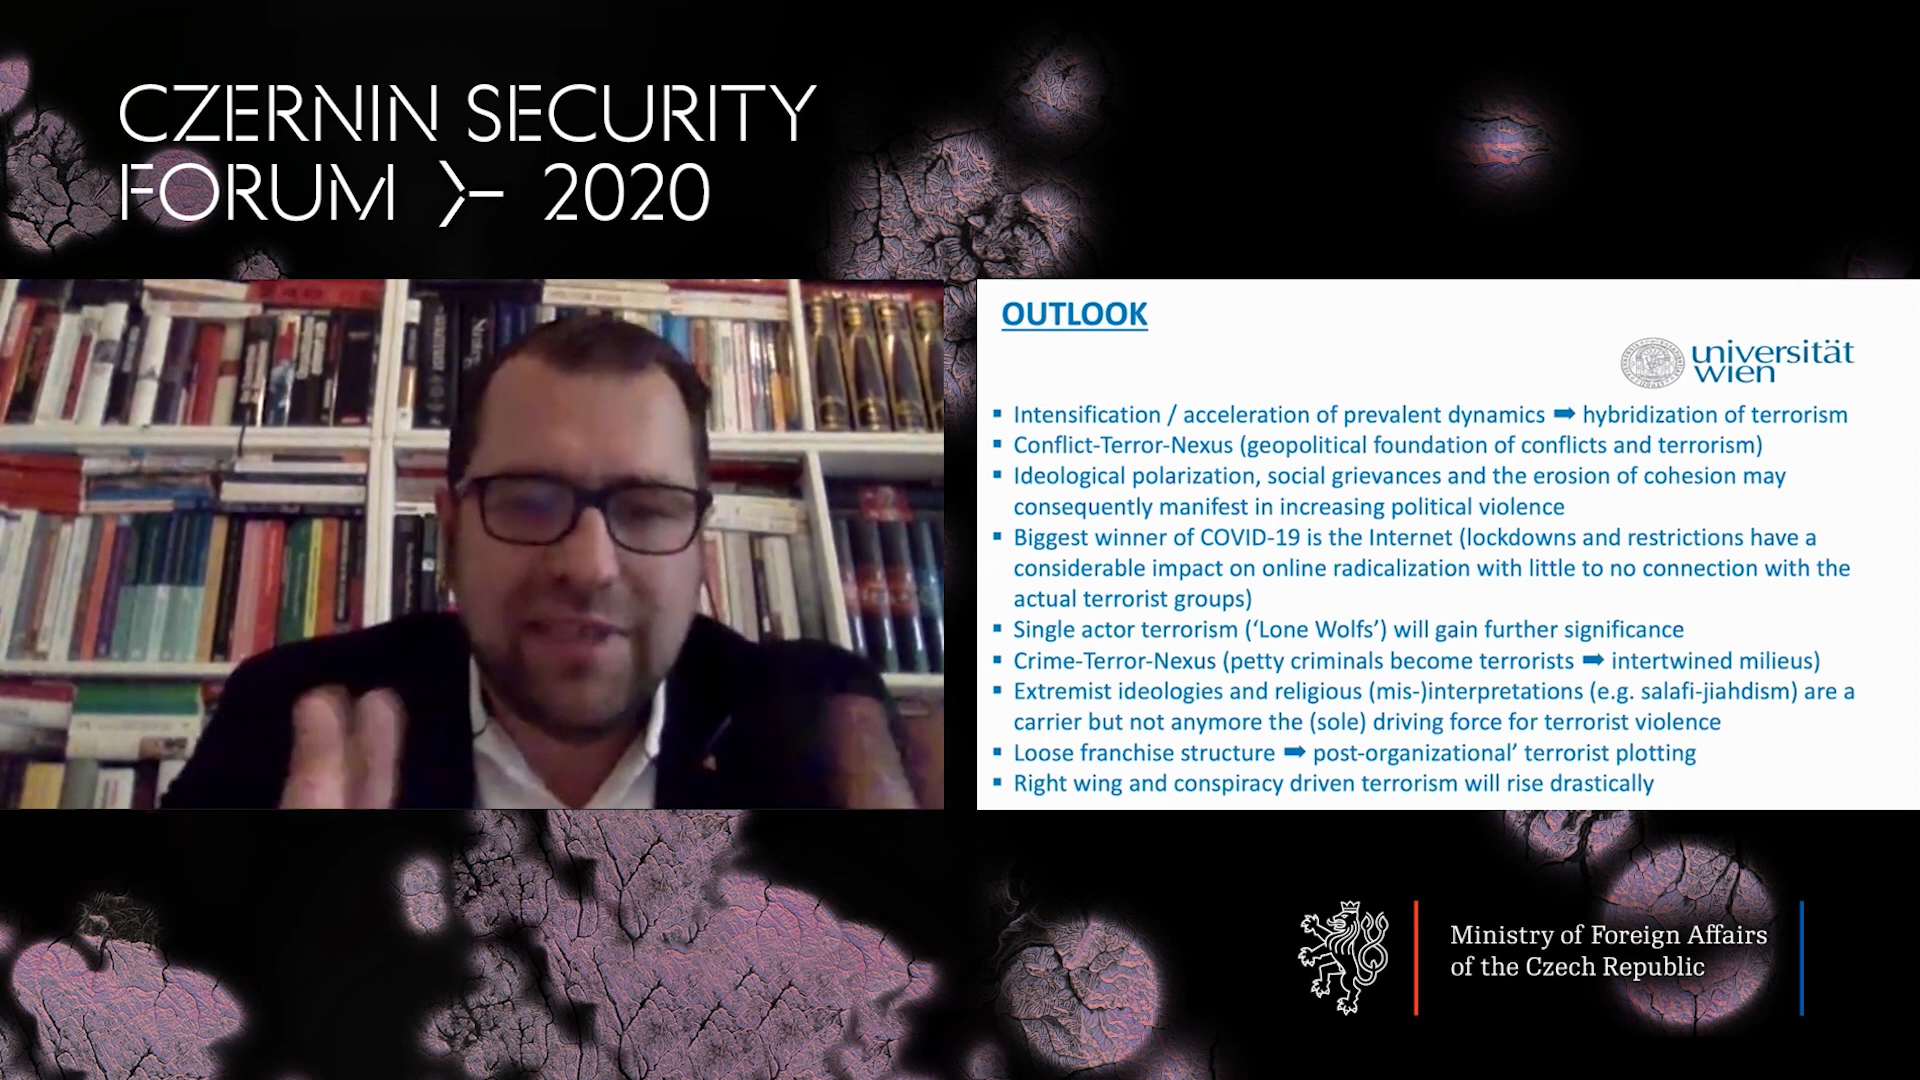 CZERNIN SECURITY
FORUM 2020
OUTLOOK
universität
wien
▪ Intensification / acceleration of prevalent dynamics ➡ hybridization of terrorism
▪ Conflict-Terror-Nexus (geopolitical foundation of conflicts and terrorism)
▪ Ideological polarization, social grievances and the erosion of cohesion may
consequently manifest in increasing political violence
▪ Biggest winner of COVID-19 is the Internet (lockdowns and restrictions have a
considerable impact on online radicalization with little to no connection with the
actual terrorist groups)
▪ Single actor terrorism (‘Lone Wolfs’) will gain further significance
▪ Crime-Terror-Nexus (petty criminals become terrorists ➡ intertwined milieus)
▪ Extremist ideologies and religious (mis-)interpretations (e.g. salafi-jiahdism) are a
carrier but not anymore the (sole) driving force for terrorist violence
▪ Loose franchise structure ➡ post-organizational’ terrorist plotting
▪ Right wing and conspiracy driven terrorism will rise drastically
Ministry of Foreign Affairs
of the Czech Republic